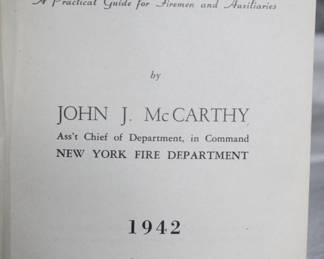 A Practical Guide for Firemen and Auxiliaries
by
JOHN J. McCARTHY
Ass't Chief of Department, in Command
NEW YORK FIRE DEPARTMENT
1942